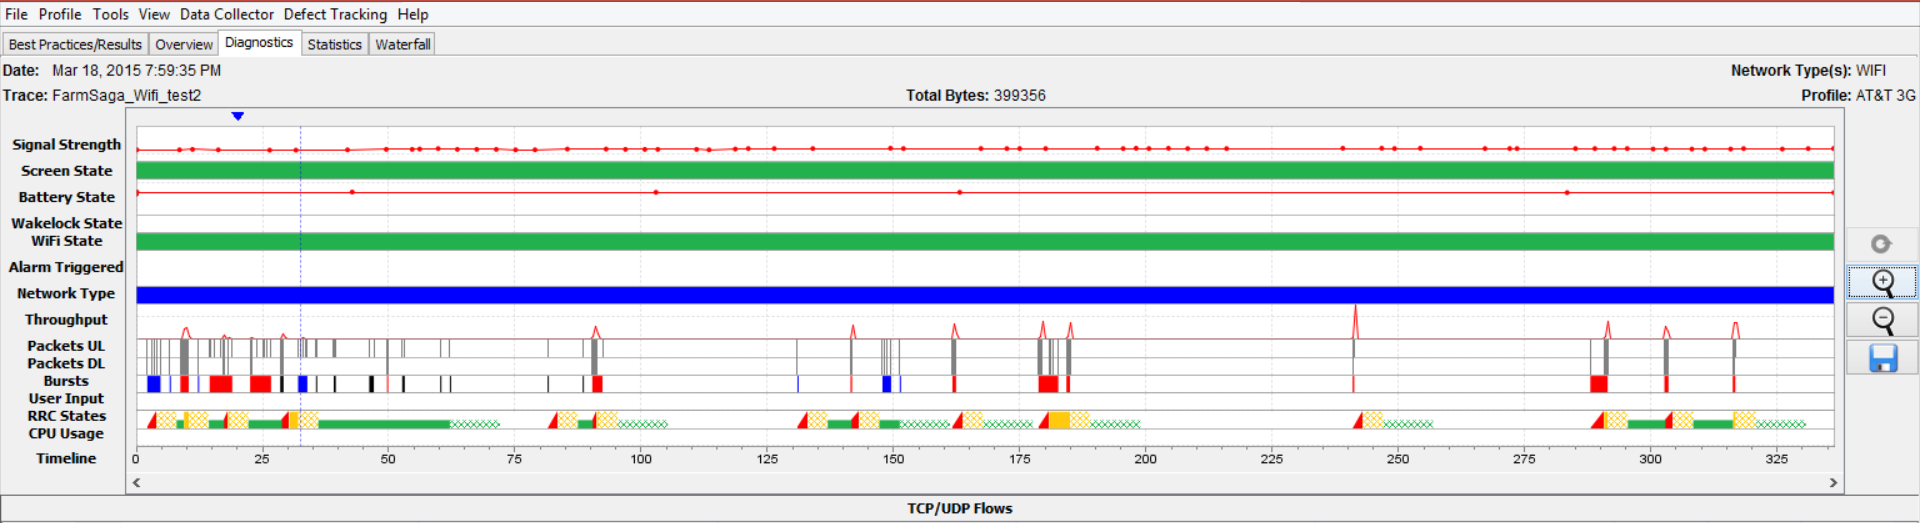 File Profile Tools View Data Collector Defect Tracking Help
Best Practices/Results Overview Diagnostics Statistics Waterfall
Date: Mar 18, 2015 7:59:35 PM Network Type(s): WIFI
Trace: FarmSaga_Wifi_test2 Total Bytes: 399356 Profile: AT&T 3G
Signal Strength
Screen State
Battery State
Wakelock State
WiFi State
Alarm Triggered
Network Type
Throughput
Packets UL
Packets DL
Bursts
User Input
RRC States
CPU Usage
Timeline 0 25 50 75 100 125 150 175 200 225 250 275 300 325
TCP/UDP Flows